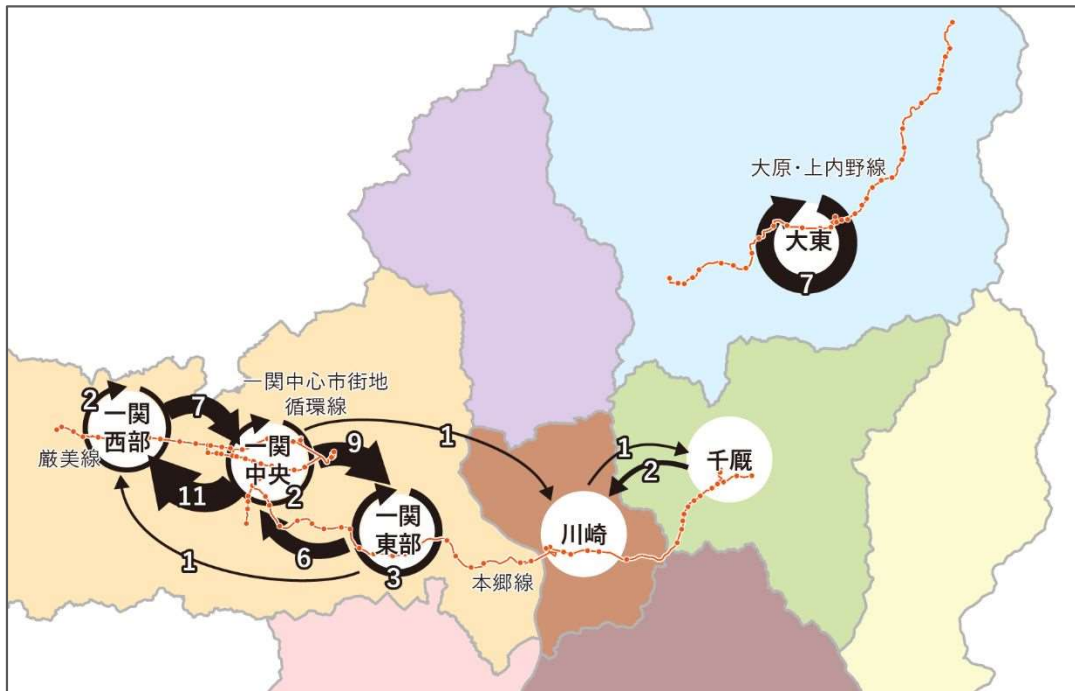 大原・上内野線
大東
7
一関中心市街地
循環線
2
一関
西部
7
一関
中央
9
1
1
千厩
2
厳美線
11
2
一関
東部
川崎
6
1
3
本郷線